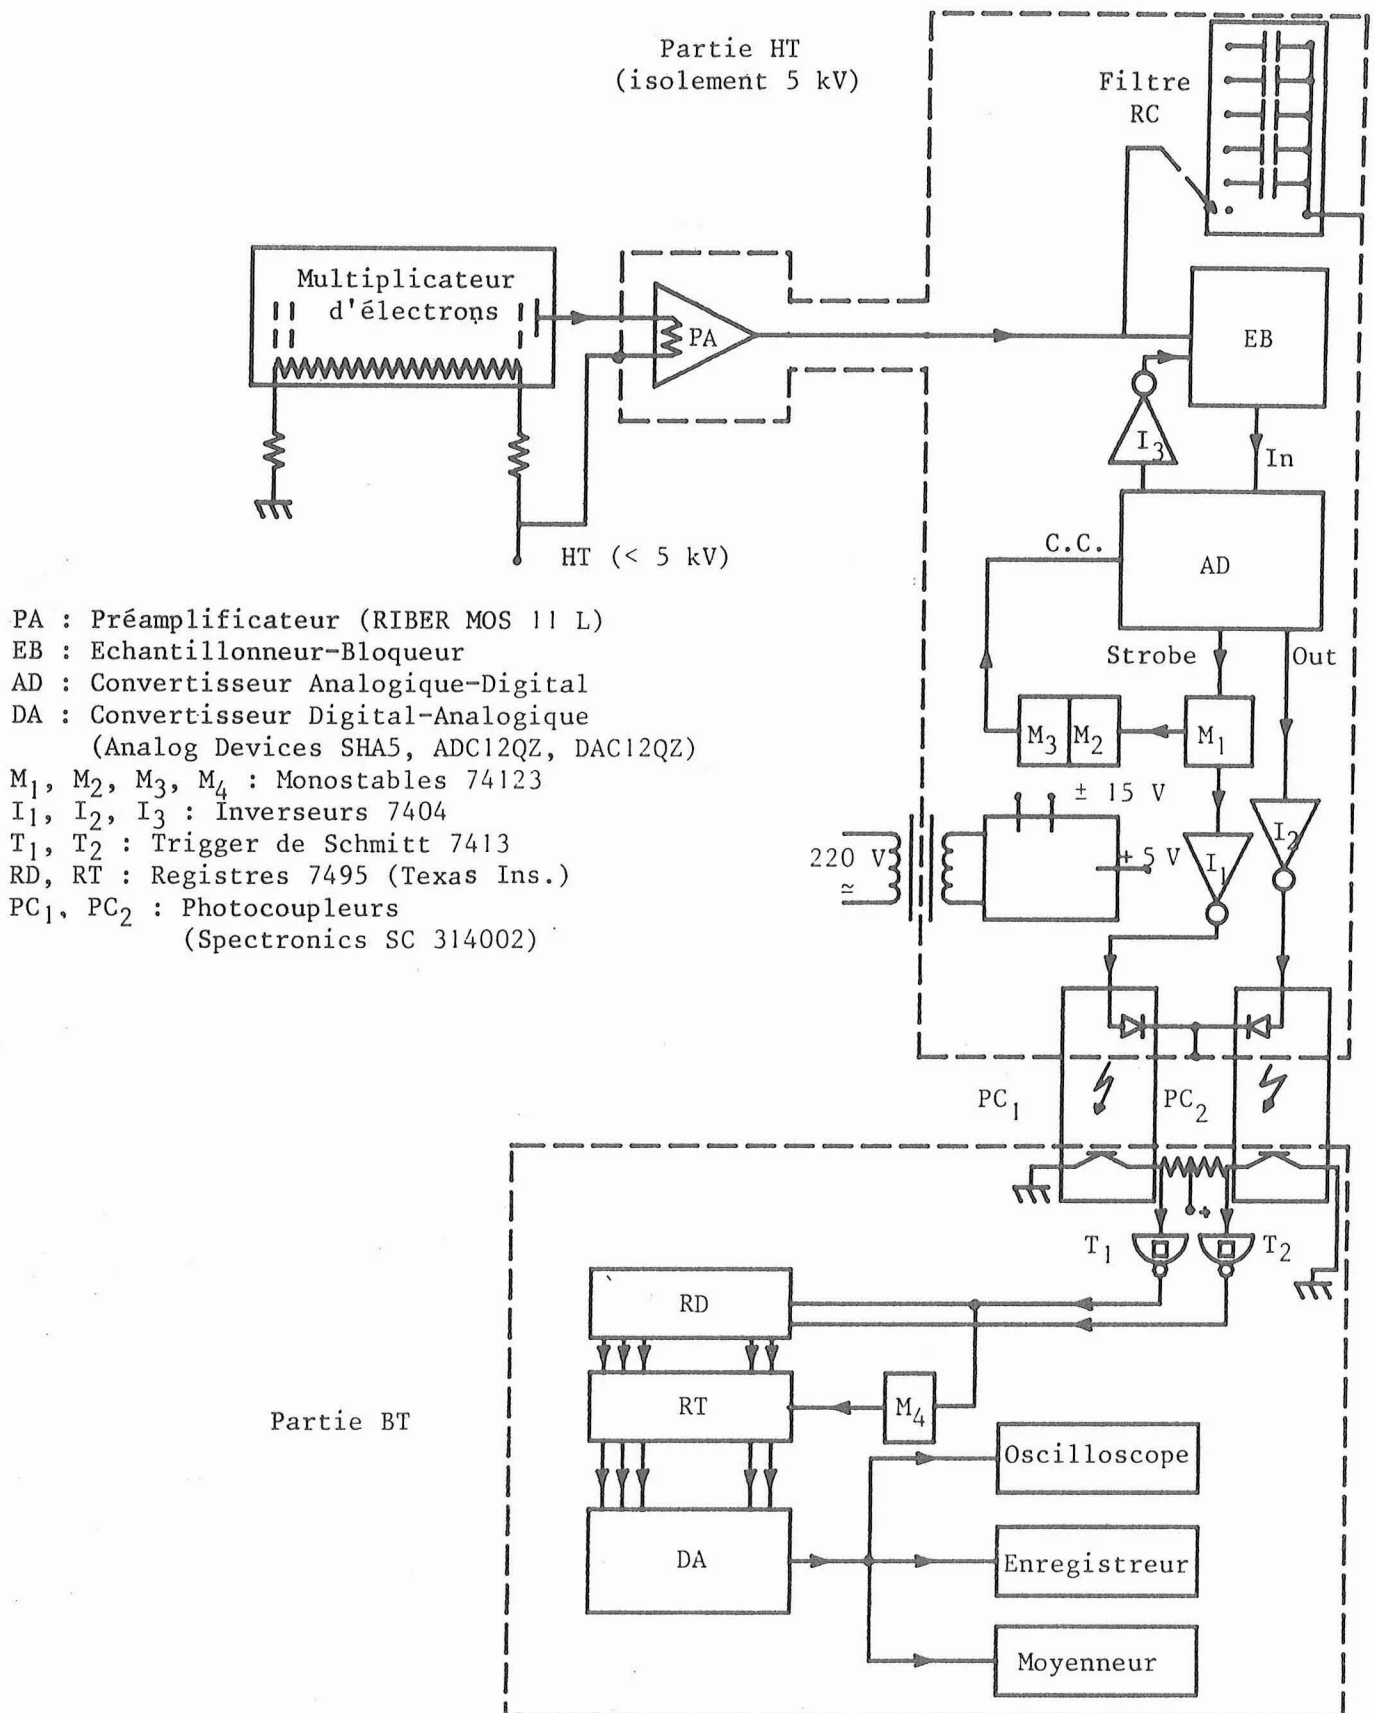 Partie HT
(isolement 5 kV)
Filtre
RC
Multiplicateur
d'électrons
PA
EB
I3
In
HT (< 5 kV)
C.C.
AD
Strobe
Out
PA : Préamplificateur (RIBER MOS 11 L)
EB : Echantillonneur-Bloqueur
AD : Convertisseur Analogique-Digital
DA : Convertisseur Digital-Analogique
(Analog Devices SHA5, ADC12QZ, DAC12QZ)
M1, M2, M3, M4 : Monostables 74123
I1, I2, I3 : Inverseurs 7404
T1, T2 : Trigger de Schmitt 7413
RD, RT : Registres 7495 (Texas Ins.)
PC1, PC2 : Photocoupleurs
(Spectronics SC 314002)
M3
M2
M1
± 15 V
220 V
≃
+ 5 V
I1
I2
PC1
PC2
+
T1
T2
RD
RT
M4
Partie BT
Oscilloscope
DA
Enregistreur
Moyenneur